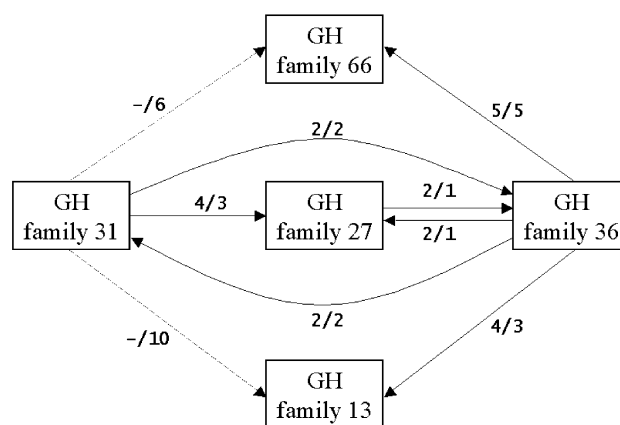 GH
family 66
-/6
5/5
2/2
GH
family 31
4/3
GH
family 27
2/1
2/1
GH
family 36
2/2
-/10
4/3
GH
family 13